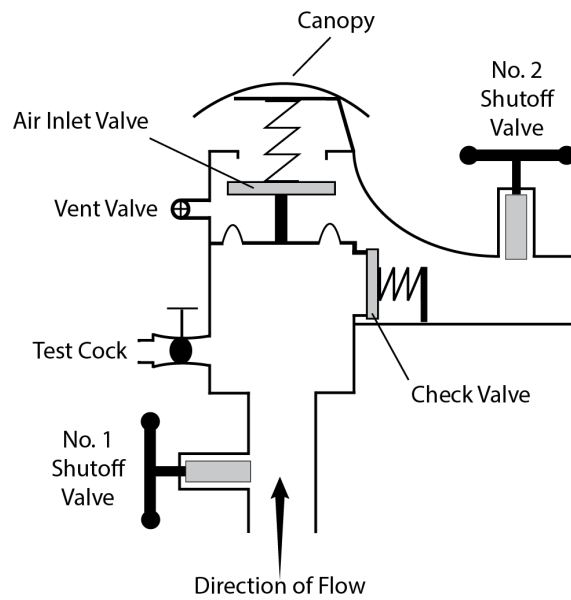 Canopy
No. 2
Shutoff
Valve
Air Inlet Valve
Vent Valve
Test Cock
Check Valve
No. 1
Shutoff
Valve
Direction of Flow